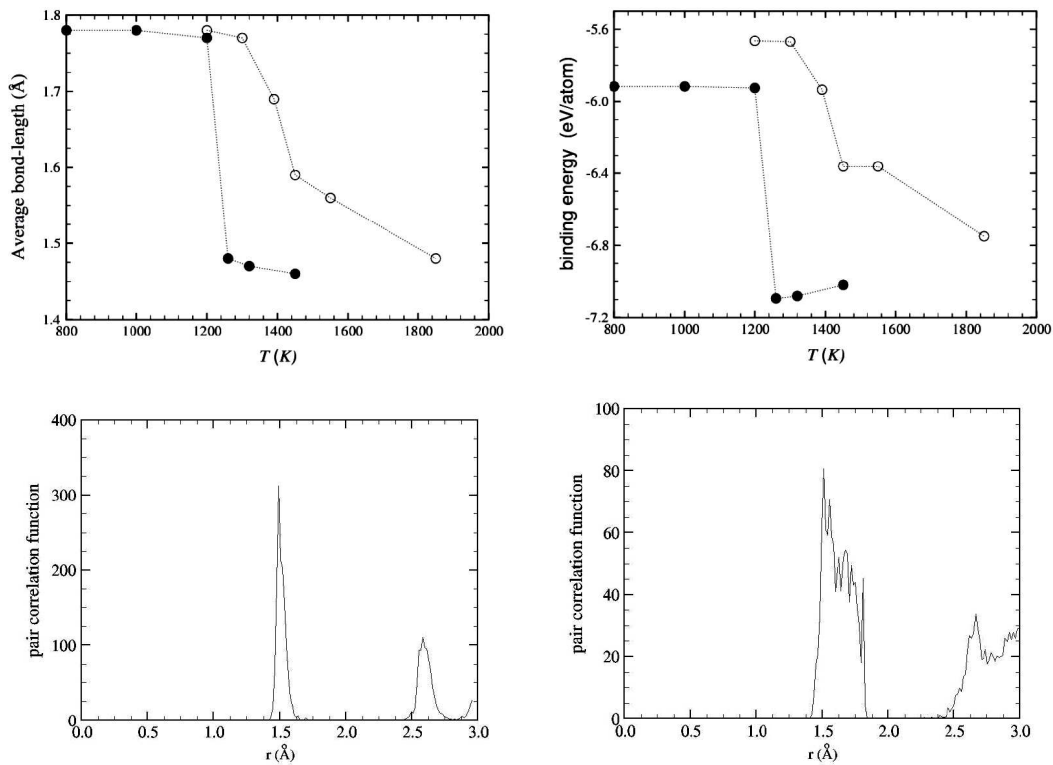 1.8
1.7
1.6
1.5
1.4
Average bond-length (Å)
800 1000 1200 1400 1600 1800 2000
T (K)
-5.6
-6.0
-6.4
-6.8
-7.2
binding energy (eV/atom)
800 1000 1200 1400 1600 1800 2000
T (K)
400
300
200
100
0
pair correlation function
0.0 0.5 1.0 1.5 2.0 2.5 3.0
r (Å)
100
80
60
40
20
0
pair correlation function
0.0 0.5 1.0 1.5 2.0 2.5 3.0
r (Å)